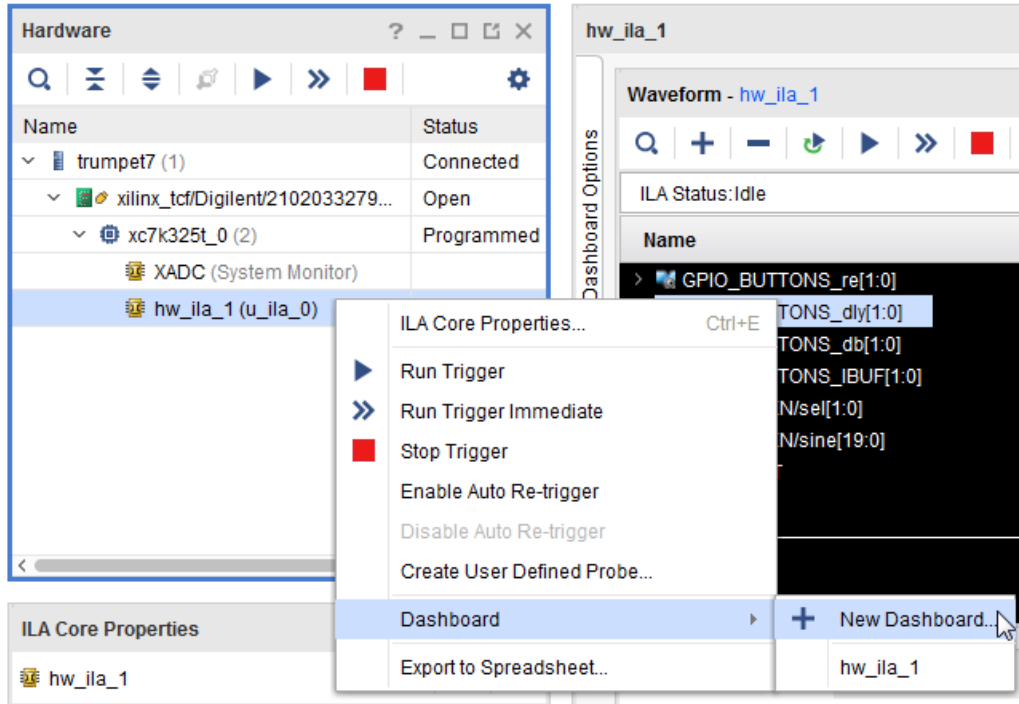 Hardware
?
hw_ila_1
Waveform - hw_ila_1
Name
Status
trumpet7 (1)
Connected
xilinx_tcf/Digilent/2102033279...
Open
xc7k325t_0 (2)
Programmed
XADC (System Monitor)
hw_ila_1 (u_ila_0)
Dashboard Options
ILA Status:Idle
Name
GPIO_BUTTONS_re[1:0]
TONS_dly[1:0]
TONS_db[1:0]
TONS_IBUF[1:0]
N/sel[1:0]
N/sine[19:0]
ILA Core Properties... Ctrl+E
Run Trigger
Run Trigger Immediate
Stop Trigger
Enable Auto Re-trigger
Disable Auto Re-trigger
Create User Defined Probe...
Dashboard
Export to Spreadsheet...
New Dashboard...
hw_ila_1
ILA Core Properties
hw_ila_1